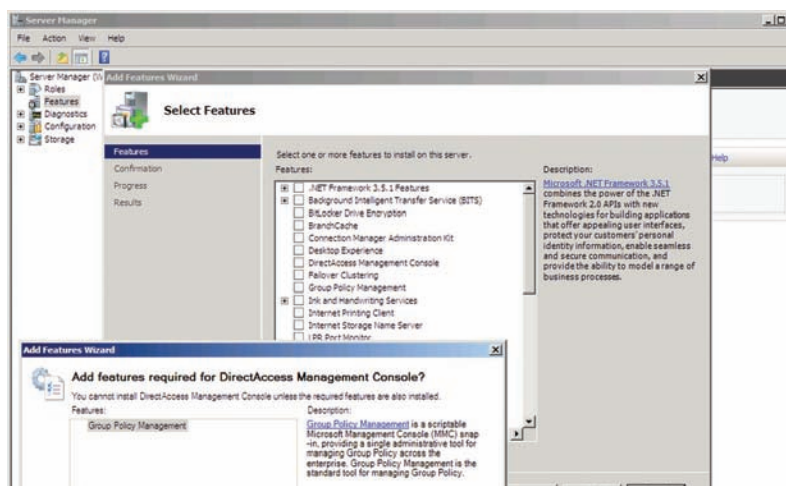 Server Manager
File Action View Help
Server Manager (
Roles
Features
Diagnostics
Configuration
Storage
Add Features Wizard
Select Features
Features
Confirmation
Progress
Results
Select one or more features to install on this server.
Features:
.NET Framework 3.5.1 Features
Background Intelligent Transfer Service (BITS)
BitLocker Drive Encryption
BranchCache
Connection Manager Administration Kit
Desktop Experience
DirectAccess Management Console
Failover Clustering
Group Policy Management
Ink and Handwriting Services
Internet Printing Client
Internet Storage Name Server
LPR Port Monitor
Description:
Microsoft .NET Framework 3.5.1
combines the power of the .NET
Framework 2.0 APIs with new
technologies for building applications
that offer appealing user interfaces,
protect your customers' personal
identity information, enable seamless
and secure communication, and
provide the ability to model a range of
business processes.
Help
Add Features Wizard
Add features required for DirectAccess Management Console?
You cannot install DirectAccess Management Console unless the required features are also installed.
Features:
Group Policy Management
Description:
Group Policy Management is a scriptable
Microsoft Management Console (MMC) snap
-in, providing a single administrative tool for
managing Group Policy across the
enterprise. Group Policy Management is the
standard tool for managing Group Policy.